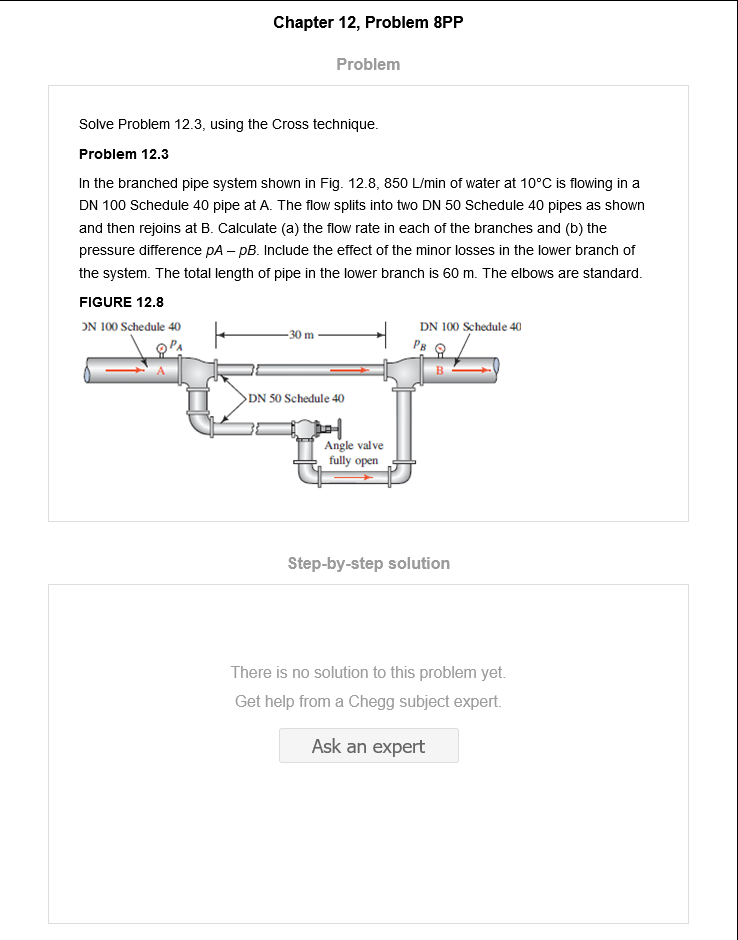 Chapter 12, Problem 8PP
Problem
Solve Problem 12.3, using the Cross technique.
Problem 12.3
In the branched pipe system shown in Fig. 12.8, 850 L/min of water at 10°C is flowing in a
DN 100 Schedule 40 pipe at A. The flow splits into two DN 50 Schedule 40 pipes as shown
and then rejoins at B. Calculate (a) the flow rate in each of the branches and (b) the
pressure difference pA – pB. Include the effect of the minor losses in the lower branch of
the system. The total length of pipe in the lower branch is 60 m. The elbows are standard.
FIGURE 12.8
DN 100 Schedule 40
30 m
DN 100 Schedule 40
PA
PB
A
B
DN 50 Schedule 40
Angle valve
fully open
Step-by-step solution
There is no solution to this problem yet.
Get help from a Chegg subject expert.
Ask an expert